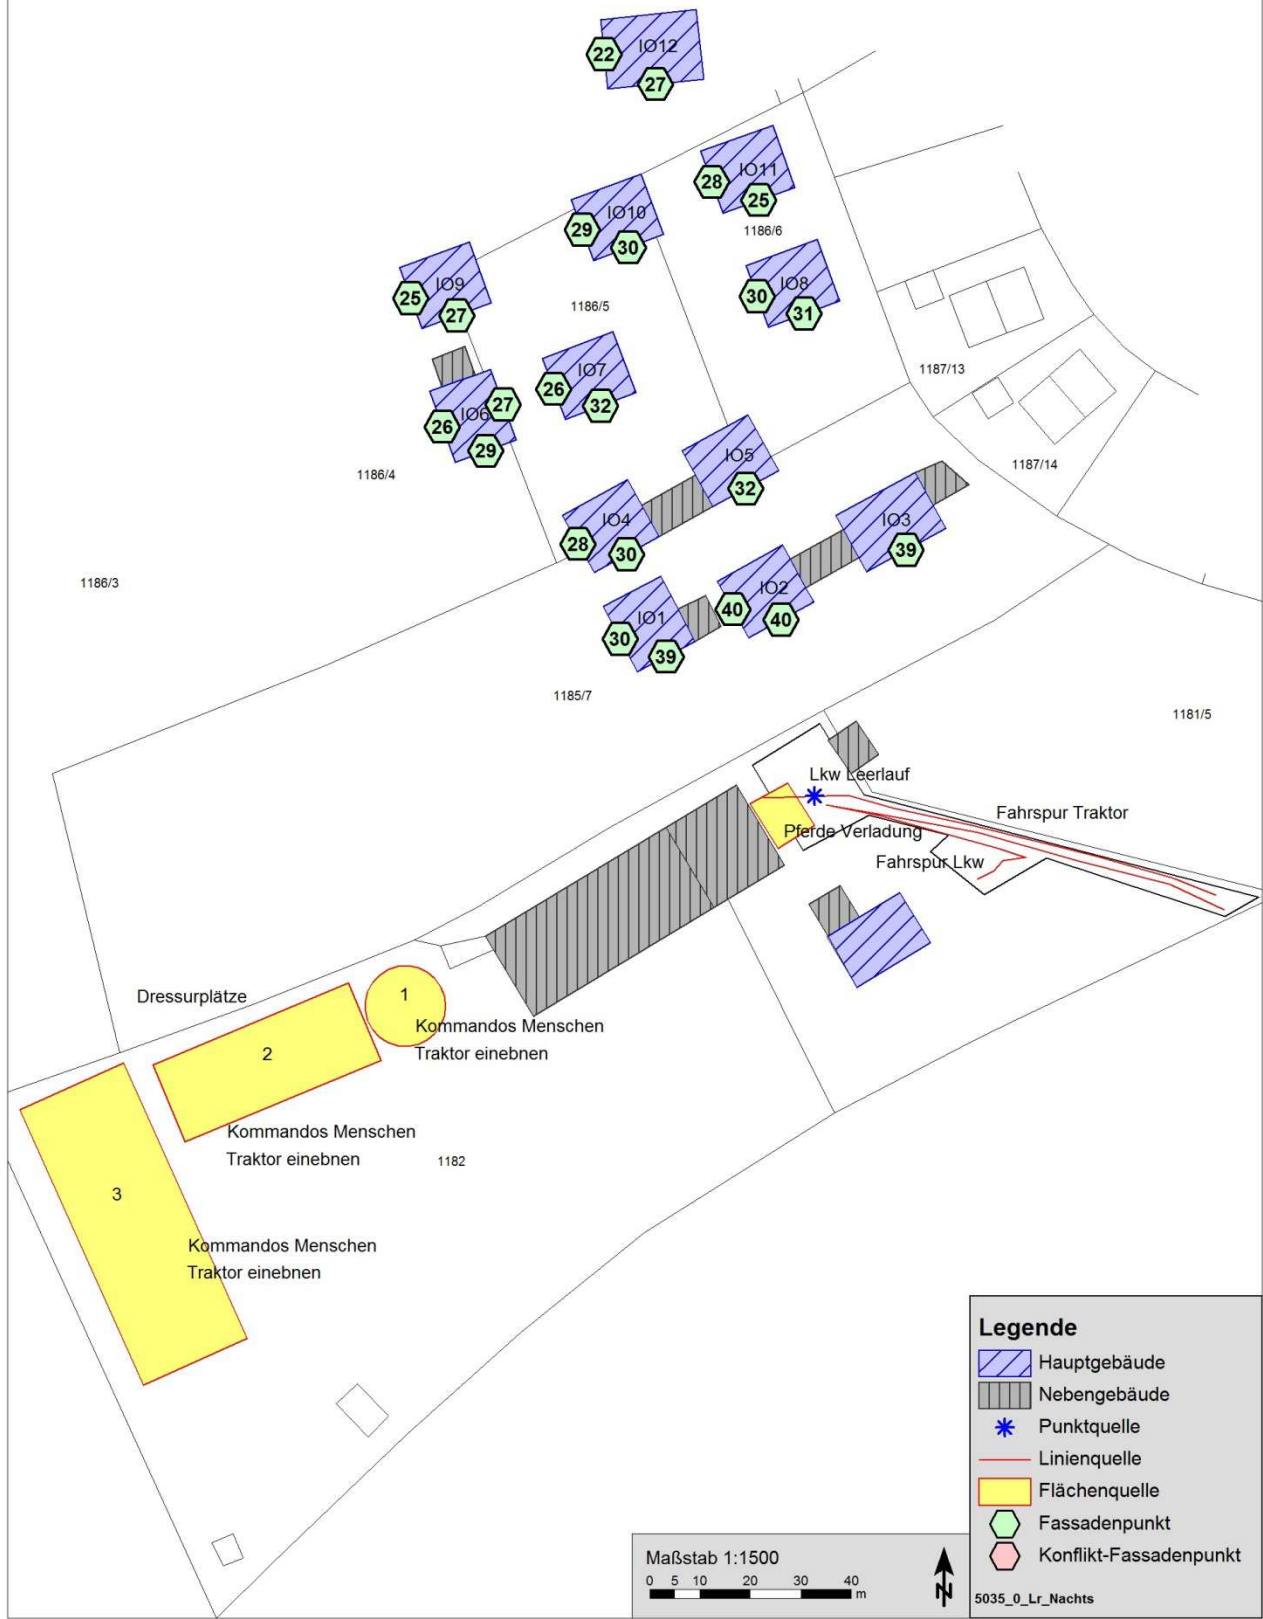 IO12
22
27
IO11
28
25
1186/6
IO10
29
30
IO9
25
27
1186/5
IO8
30
31
1187/13
IO7
26
32
IO6
27
26
29
1186/4
1187/14
IO5
32
IO4
28
30
IO3
39
1186/3
IO2
40
40
IO1
30
39
1185/7
1181/5
Lkw Leerlauf
Fahrspur Traktor
Pferde Verladung
Fahrspur Lkw
Dressurplätze
1
Kommandos Menschen
Traktor einebnen
2
Kommandos Menschen
Traktor einebnen
1182
3
Kommandos Menschen
Traktor einebnen
Legende
Hauptgebäude
Nebengebäude
Punktquelle
Linienquelle
Flächenquelle
Fassadenpunkt
Konflikt-Fassadenpunkt
5035_0_Lr_Nachts
Maßstab 1:1500
0 5 10 20 30 40
m
N